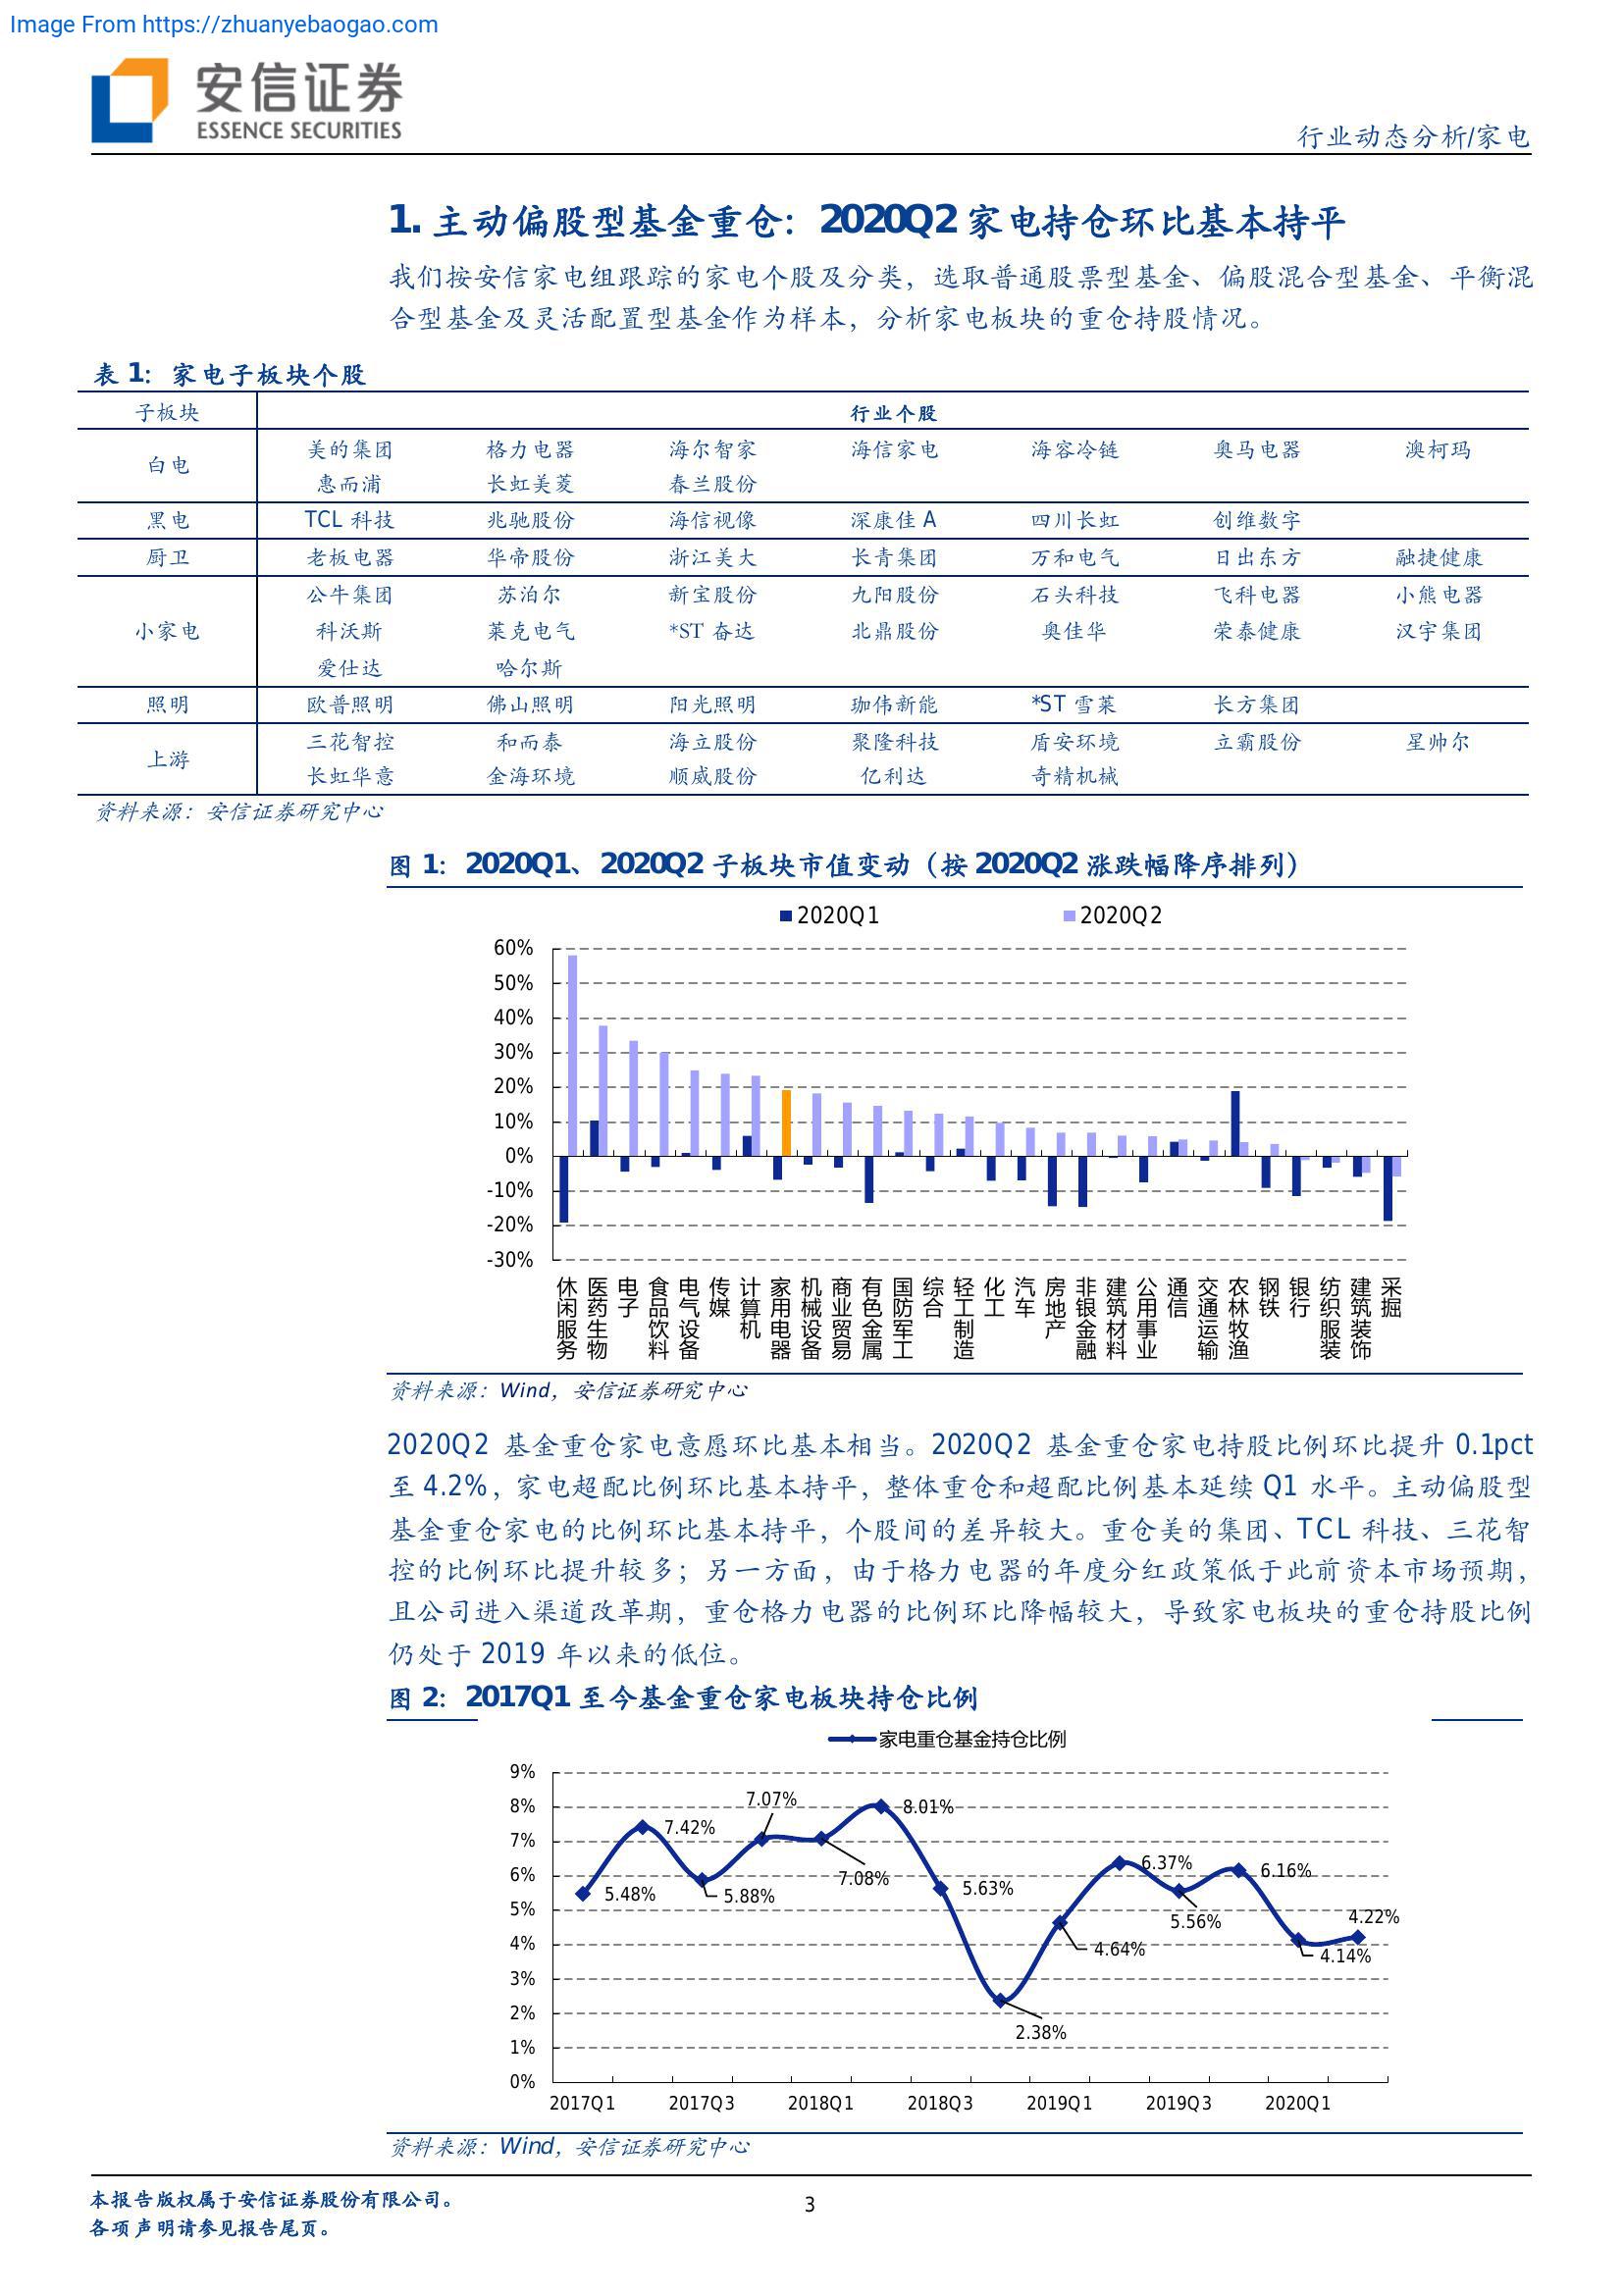 Image From https://zhuanyebaogao.com
安信证券
ESSENCE SECURITIES
行业动态分析/家电
1. 主动偏股型基金重仓：2020Q2 家电持仓环比基本持平
我们按安信家电组跟踪的家电个股及分类，选取普通股票型基金、偏股混合型基金、平衡混
合型基金及灵活配置型基金作为样本，分析家电板块的重仓持股情况。
表 1：家电子板块个股
子板块 行业个股
白电 美的集团 格力电器 海尔智家 海信家电 海容冷链 奥马电器 澳柯玛
惠而浦 长虹美菱 春兰股份
黑电 TCL 科技 兆驰股份 海信视像 深康佳 A 四川长虹 创维数字
厨卫 老板电器 华帝股份 浙江美大 长青集团 万和电气 日出东方 融捷健康
公牛集团 苏泊尔 新宝股份 九阳股份 石头科技 飞科电器 小熊电器
小家电 科沃斯 莱克电气 *ST 奋达 北鼎股份 奥佳华 荣泰健康 汉宇集团
爱仕达 哈尔斯
照明 欧普照明 佛山照明 阳光照明 珈伟新能 *ST 雪莱 长方集团
上游 三花智控 和而泰 海立股份 聚隆科技 盾安环境 立霸股份 星帅尔
长虹华意 金海环境 顺威股份 亿利达 奇精机械
资料来源：安信证券研究中心
图 1：2020Q1、2020Q2 子板块市值变动（按 2020Q2 涨跌幅降序排列）
2020Q1 2020Q2
60%
50%
40%
30%
20%
10%
0%
-10%
-20%
-30%
休闲服务 医药生物 电子 食品饮料 电气设备 传媒 计算机 家用电器 机械设备 商业贸易 有色金属 国防军工 综合 轻工制造 化工 汽车 房地产 非银金融 建筑材料 公用事业 通信 交通运输 农林牧渔 钢铁 银行 纺织服装 建筑装饰 采掘
资料来源：Wind，安信证券研究中心
2020Q2 基金重仓家电意愿环比基本相当。2020Q2 基金重仓家电持股比例环比提升 0.1pct
至 4.2%，家电超配比例环比基本持平，整体重仓和超配比例基本延续 Q1 水平。主动偏股型
基金重仓家电的比例环比基本持平，个股间的差异较大。重仓美的集团、TCL 科技、三花智
控的比例环比提升较多；另一方面，由于格力电器的年度分红政策低于此前资本市场预期，
且公司进入渠道改革期，重仓格力电器的比例环比降幅较大，导致家电板块的重仓持股比例
仍处于 2019 年以来的低位。
图 2：2017Q1 至今基金重仓家电板块持仓比例
家电重仓基金持仓比例
9%
8%
7%
6%
5%
4%
3%
2%
1%
0%
5.48%
7.42%
5.88%
7.07%
7.08%
8.01%
5.63%
2.38%
4.64%
6.37%
5.56%
6.16%
4.14%
4.22%
2017Q1 2017Q3 2018Q1 2018Q3 2019Q1 2019Q3 2020Q1
资料来源：Wind，安信证券研究中心
本报告版权属于安信证券股份有限公司。
各项声明请参见报告尾页。
3